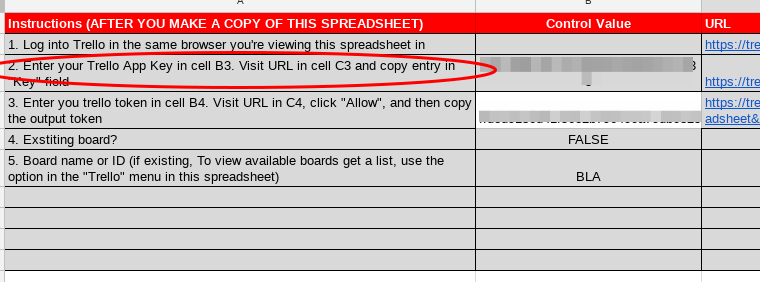 A B
Instructions (AFTER YOU MAKE A COPY OF THIS SPREADSHEET) Control Value URL
1. Log into Trello in the same browser you're viewing this spreadsheet in https://tre
2. Enter your Trello App Key in cell B3. Visit URL in cell C3 and copy entry in
"Key" field https://tre
3. Enter you trello token in cell B4. Visit URL in C4, click "Allow", and then copy https://tre
the output token adsheet&
4. Exstiting board? FALSE
5. Board name or ID (if existing, To view available boards get a list, use the
option in the "Trello" menu in this spreadsheet) BLA